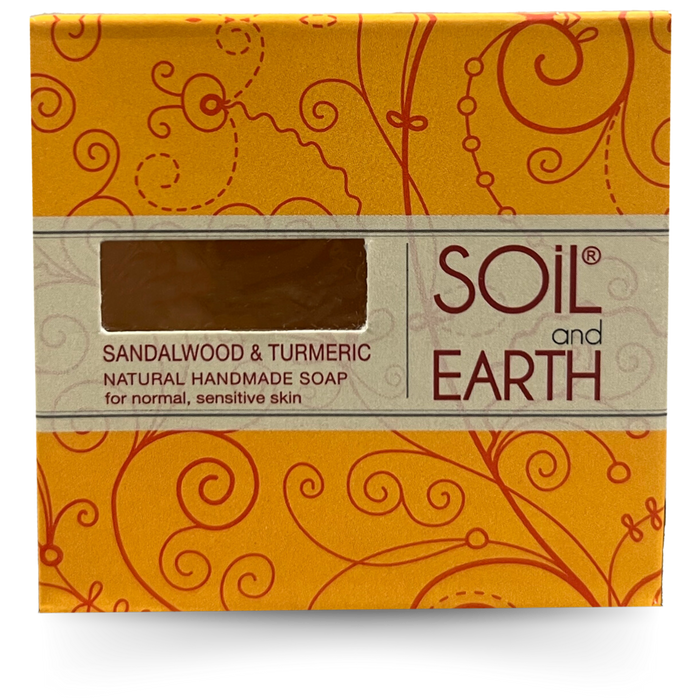 SANDALWOOD & TURMERIC
NATURAL HANDMADE SOAP
for normal, sensitive skin
SOiL®
and
EARTH